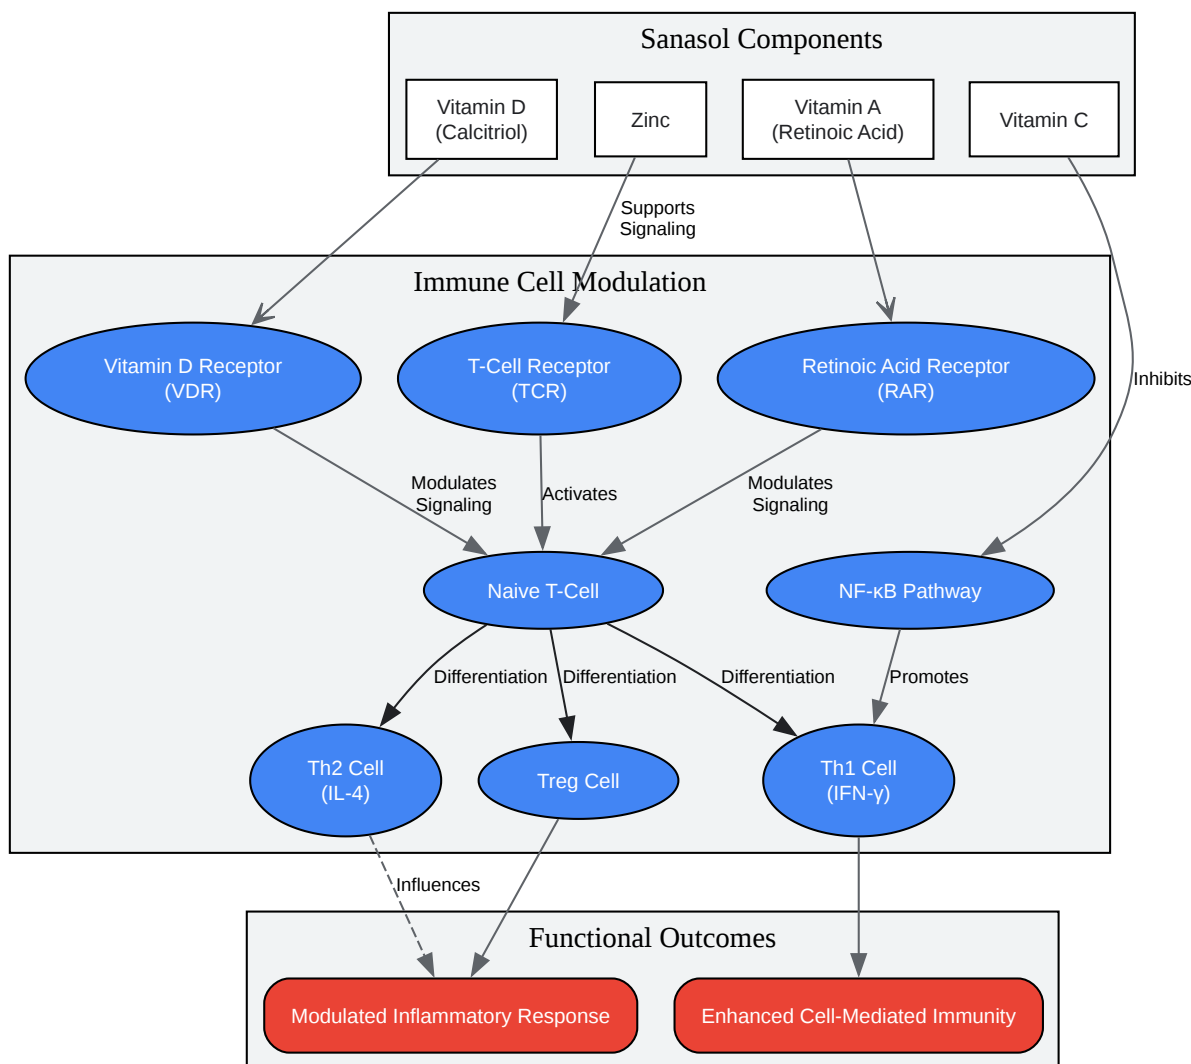 Sanasol Components
Vitamin D
(Calcitriol)
Zinc
Vitamin A
(Retinoic Acid)
Vitamin C
Supports
Signaling
Immune Cell Modulation
Vitamin D Receptor
(VDR)
T-Cell Receptor
(TCR)
Retinoic Acid Receptor
(RAR)
Inhibits
Modulates
Signaling
Activates
Modulates
Signaling
Naive T-Cell
NF-κB Pathway
Differentiation
Differentiation
Differentiation
Promotes
Th2 Cell
(IL-4)
Treg Cell
Th1 Cell
(IFN-γ)
Influences
Functional Outcomes
Modulated Inflammatory Response
Enhanced Cell-Mediated Immunity